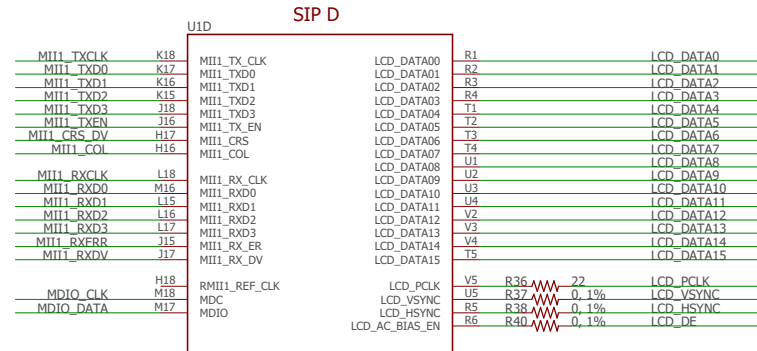 SIP D
U1D
MII1_TXCLK K18 MII1_TX_CLK LCD_DATA00 R1 LCD_DATA0
MII1_TXD0 K17 MII1_TXD0 LCD_DATA01 R2 LCD_DATA1
MII1_TXD1 K16 MII1_TXD1 LCD_DATA02 R3 LCD_DATA2
MII1_TXD2 K15 MII1_TXD2 LCD_DATA03 R4 LCD_DATA3
MII1_TXD3 J18 MII1_TXD3 LCD_DATA04 T1 LCD_DATA4
MII1_TXEN J16 MII1_TX_EN LCD_DATA05 T2 LCD_DATA5
MII1_CRS_DV H17 MII1_CRS LCD_DATA06 T3 LCD_DATA6
MII1_COL H16 MII1_COL LCD_DATA07 T4 LCD_DATA7
LCD_DATA08 U1 LCD_DATA8
MII1_RXCLK L18 MII1_RX_CLK LCD_DATA09 U2 LCD_DATA9
MII1_RXD0 M16 MII1_RXD0 LCD_DATA10 U3 LCD_DATA10
MII1_RXD1 L15 MII1_RXD1 LCD_DATA11 U4 LCD_DATA11
MII1_RXD2 L16 MII1_RXD2 LCD_DATA12 V2 LCD_DATA12
MII1_RXD3 L17 MII1_RXD3 LCD_DATA13 V3 LCD_DATA13
MII1_RXERR J15 MII1_RX_ER LCD_DATA14 V4 LCD_DATA14
MII1_RXDV J17 MII1_RX_DV LCD_DATA15 T5 LCD_DATA15
H18 RMII1_REF_CLK LCD_PCLK V5 R36 22 LCD_PCLK
MDIO_CLK M18 MDC LCD_VSYNC U5 R37 0, 1% LCD_VSYNC
MDIO_DATA M17 MDIO LCD_HSYNC R5 R38 0, 1% LCD_HSYNC
LCD_AC_BIAS_EN R6 R40 0, 1% LCD_DE